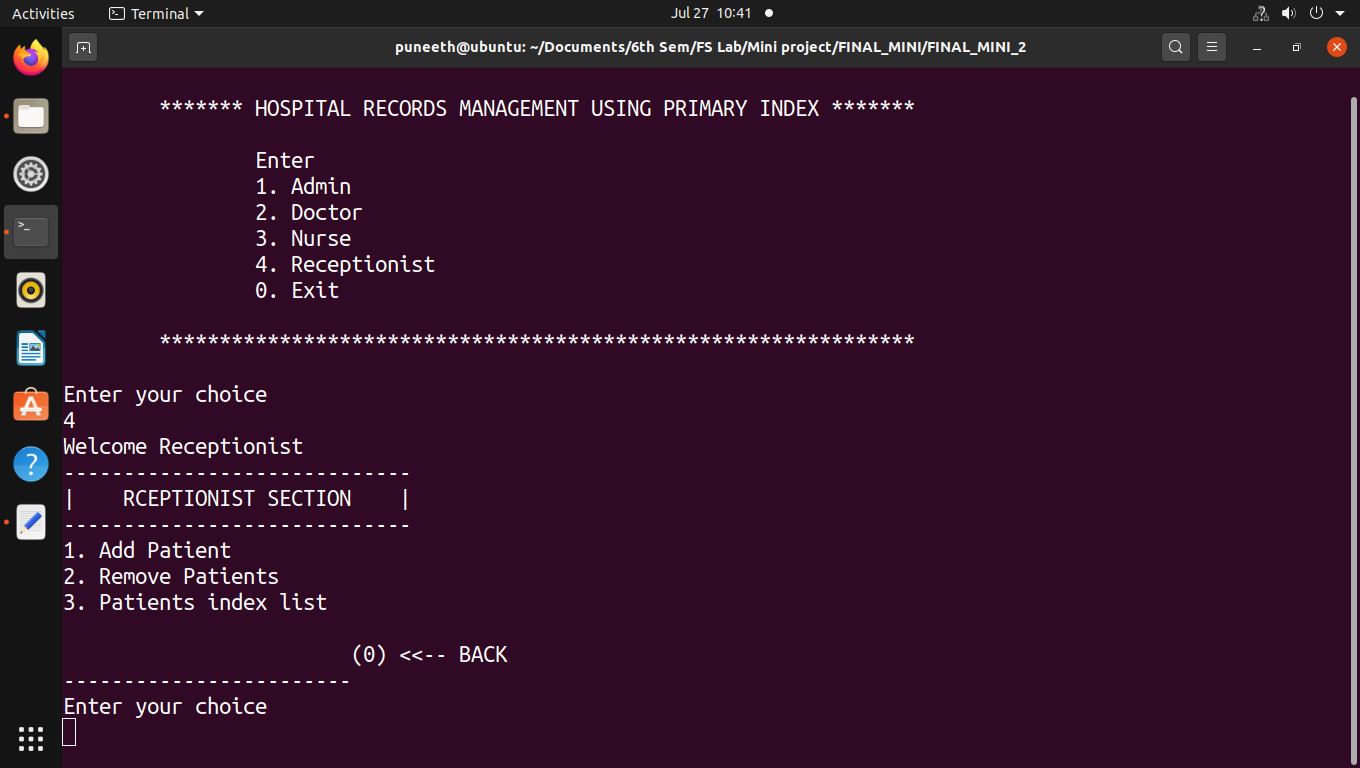 Activities Terminal Jul 27 10:41
puneeth@ubuntu: ~/Documents/6th Sem/FS Lab/Mini project/FINAL_MINI/FINAL_MINI_2
******* HOSPITAL RECORDS MANAGEMENT USING PRIMARY INDEX *******
Enter
1. Admin
2. Doctor
3. Nurse
4. Receptionist
0. Exit
***************************************************************
Enter your choice
4
Welcome Receptionist
-----------------------------
|    RCEPTIONIST SECTION    |
-----------------------------
1. Add Patient
2. Remove Patients
3. Patients index list
(0) <<-- BACK
------------------------
Enter your choice